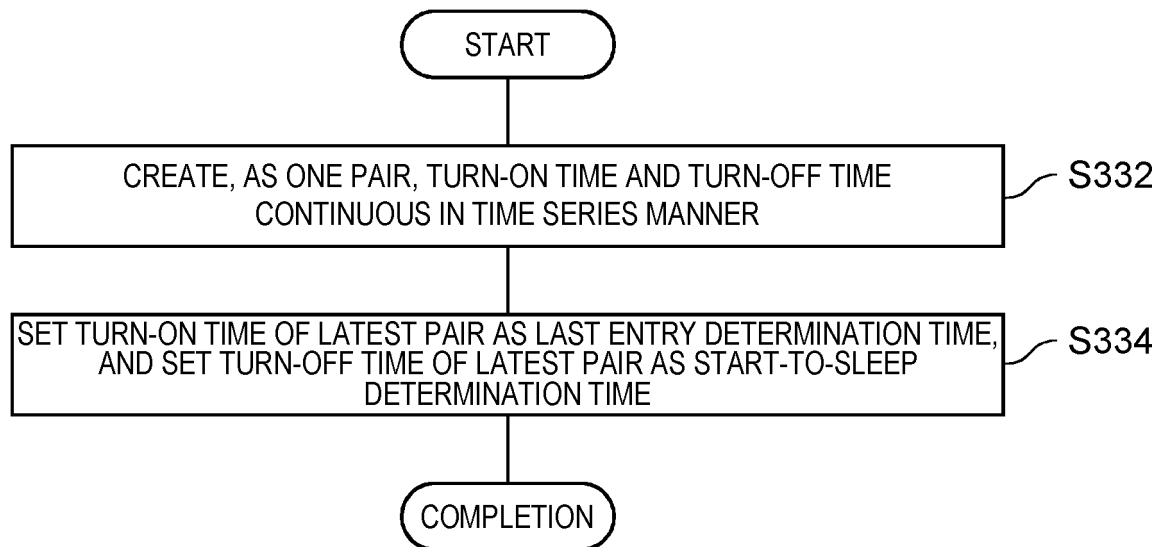 START
CREATE, AS ONE PAIR, TURN-ON TIME AND TURN-OFF TIME
CONTINUOUS IN TIME SERIES MANNER
S332
SET TURN-ON TIME OF LATEST PAIR AS LAST ENTRY DETERMINATION TIME,
AND SET TURN-OFF TIME OF LATEST PAIR AS START-TO-SLEEP
DETERMINATION TIME
S334
COMPLETION